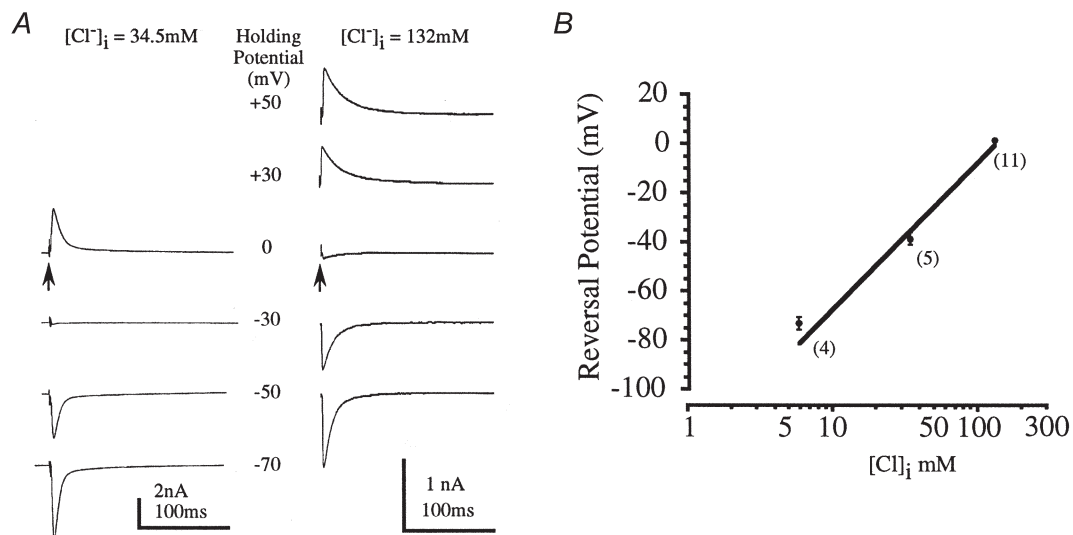 A
[Cl⁻]i = 34.5mM
Holding
Potential
(mV)
[Cl⁻]i = 132mM
+50
+30
0
-30
-50
-70
2nA
100ms
1 nA
100ms
B
Reversal Potential (mV)
20
0
-20
-40
-60
-80
-100
(11)
(5)
(4)
1 5 10 50 100 300
[Cl]i mM